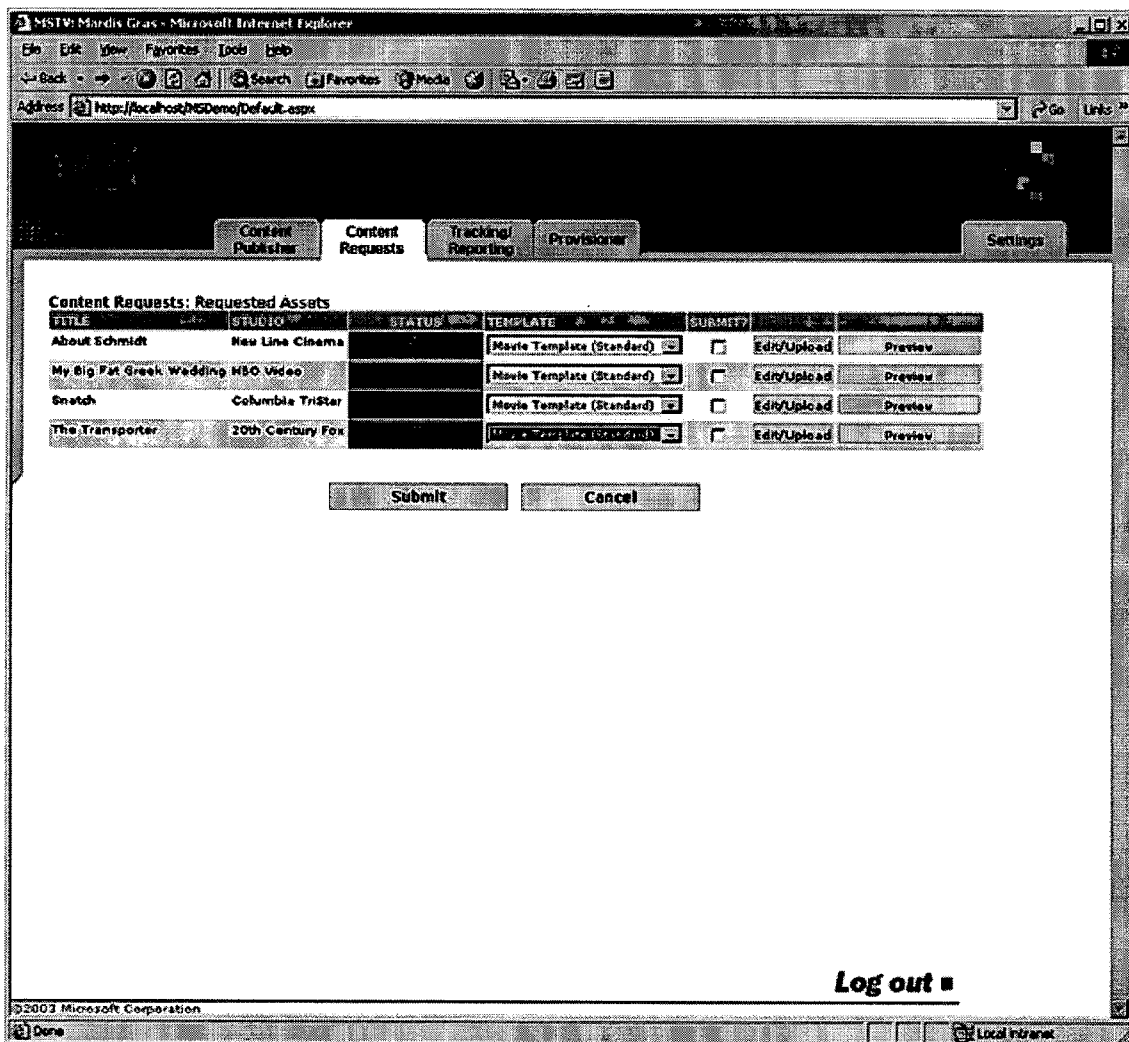 MSTV: Mardis Gras - Microsoft Internet Explorer
File Edit View Favorites Tools Help
Back Search Favorites Media
Address http://localhost/MSDemo/Default.aspx Go Links »
Content Publisher Content Requests Tracking/ Reporting Provisioner Settings
Content Requests: Requested Assets
TITLE STUDIO STATUS TEMPLATE SUBMIT?
About Schmidt New Line Cinema Movie Template (Standard) Edit/Upload Preview
My Big Fat Greek Wedding HBO Video Movie Template (Standard) Edit/Upload Preview
Snatch Columbia TriStar Movie Template (Standard) Edit/Upload Preview
The Transporter 20th Century Fox Movie Template (Standard) Edit/Upload Preview
Submit Cancel
Log out
©2003 Microsoft Corporation
Done Local intranet